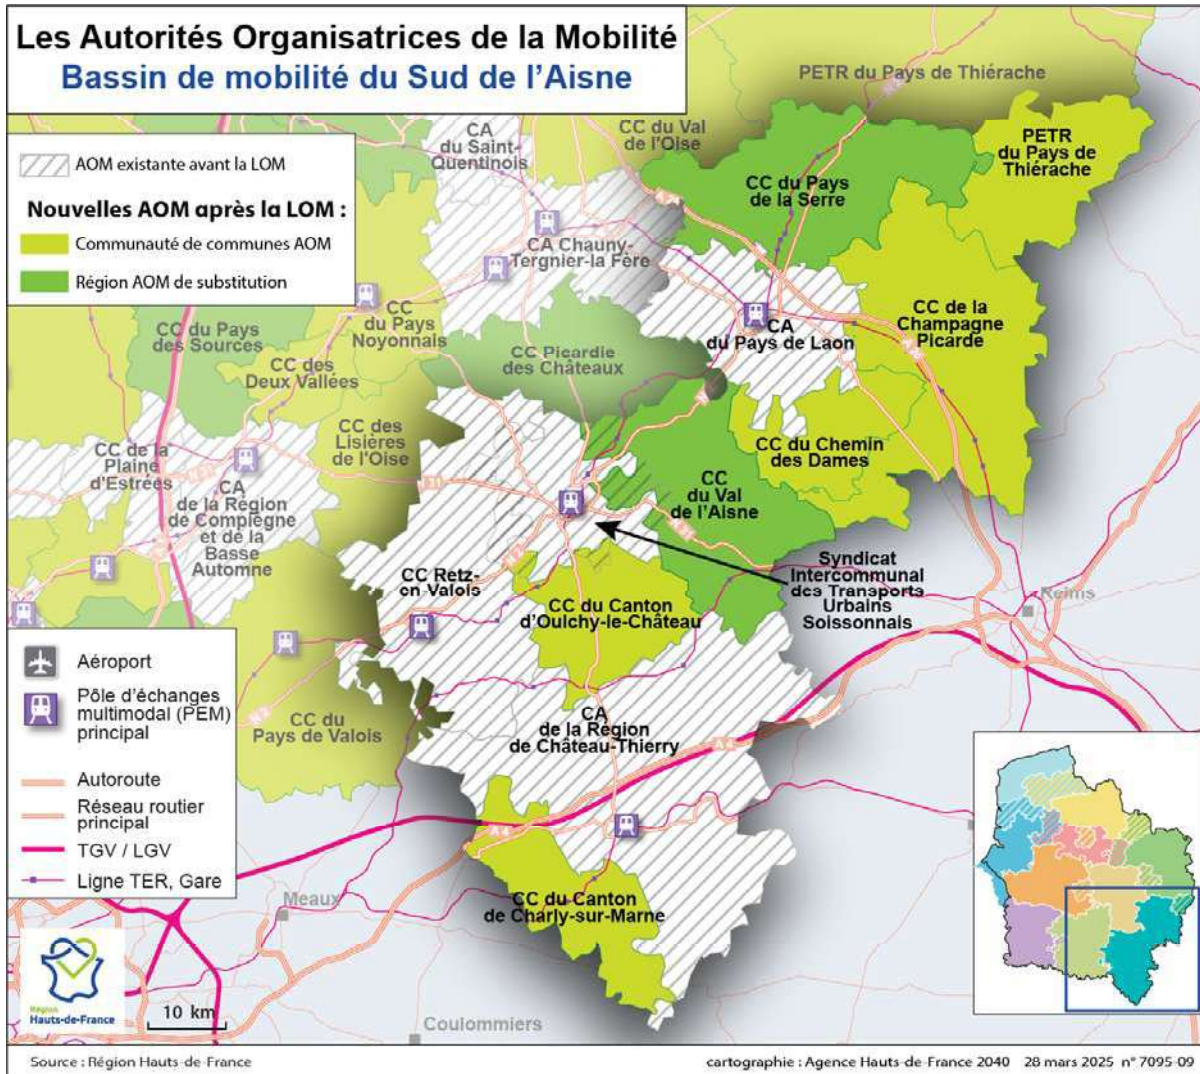 Les Autorités Organisatrices de la Mobilité
Bassin de mobilité du Sud de l'Aisne
AOM existante avant la LOM
Nouvelles AOM après la LOM :
Communauté de communes AOM
Région AOM de substitution
PETR du Pays de Thiérache
CC du Val
de l'Oise
CA
du Saint-
Quentinois
PETR
du Pays de
Thiérache
CC du Pays
de la Serre
CA Chauny-
Tergnier-la Fère
CC
du Pays
Noyonnais
CC du Pays
des Sources
CC de la
Champagne
Picarde
CA
du Pays de Laon
A 26
CC Picardie
des Châteaux
CC des
Deux Vallées
CC des
Lisières
de l'Oise
CC de la
Plaine
d'Estrées
CA
de la Région
de Compiègne
et de la
Basse
Automne
N 31
CC du Chemin
des Dames
CC
du Val
de l'Aisne
N 31
N 2
CC Retz-
en-Valois
CC du Canton
d'Oulchy-le-Château
Syndicat
Intercommunal
des Transports
Urbains
Soissonnais
Reims
N 2
CC du
Pays de Valois
CA
de la Région
de Château-Thierry
A 4
A 4
CC du Canton
de Charly-sur-Marne
Aéroport
Pôle d'échanges
multimodal (PEM)
principal
Autoroute
Réseau routier
principal
TGV / LGV
Ligne TER, Gare
Meaux
Coulommiers
Région
Hauts-de-France
10 km
Source : Région Hauts-de-France
cartographie : Agence Hauts-de-France 2040 28 mars 2025 n° 7095-09